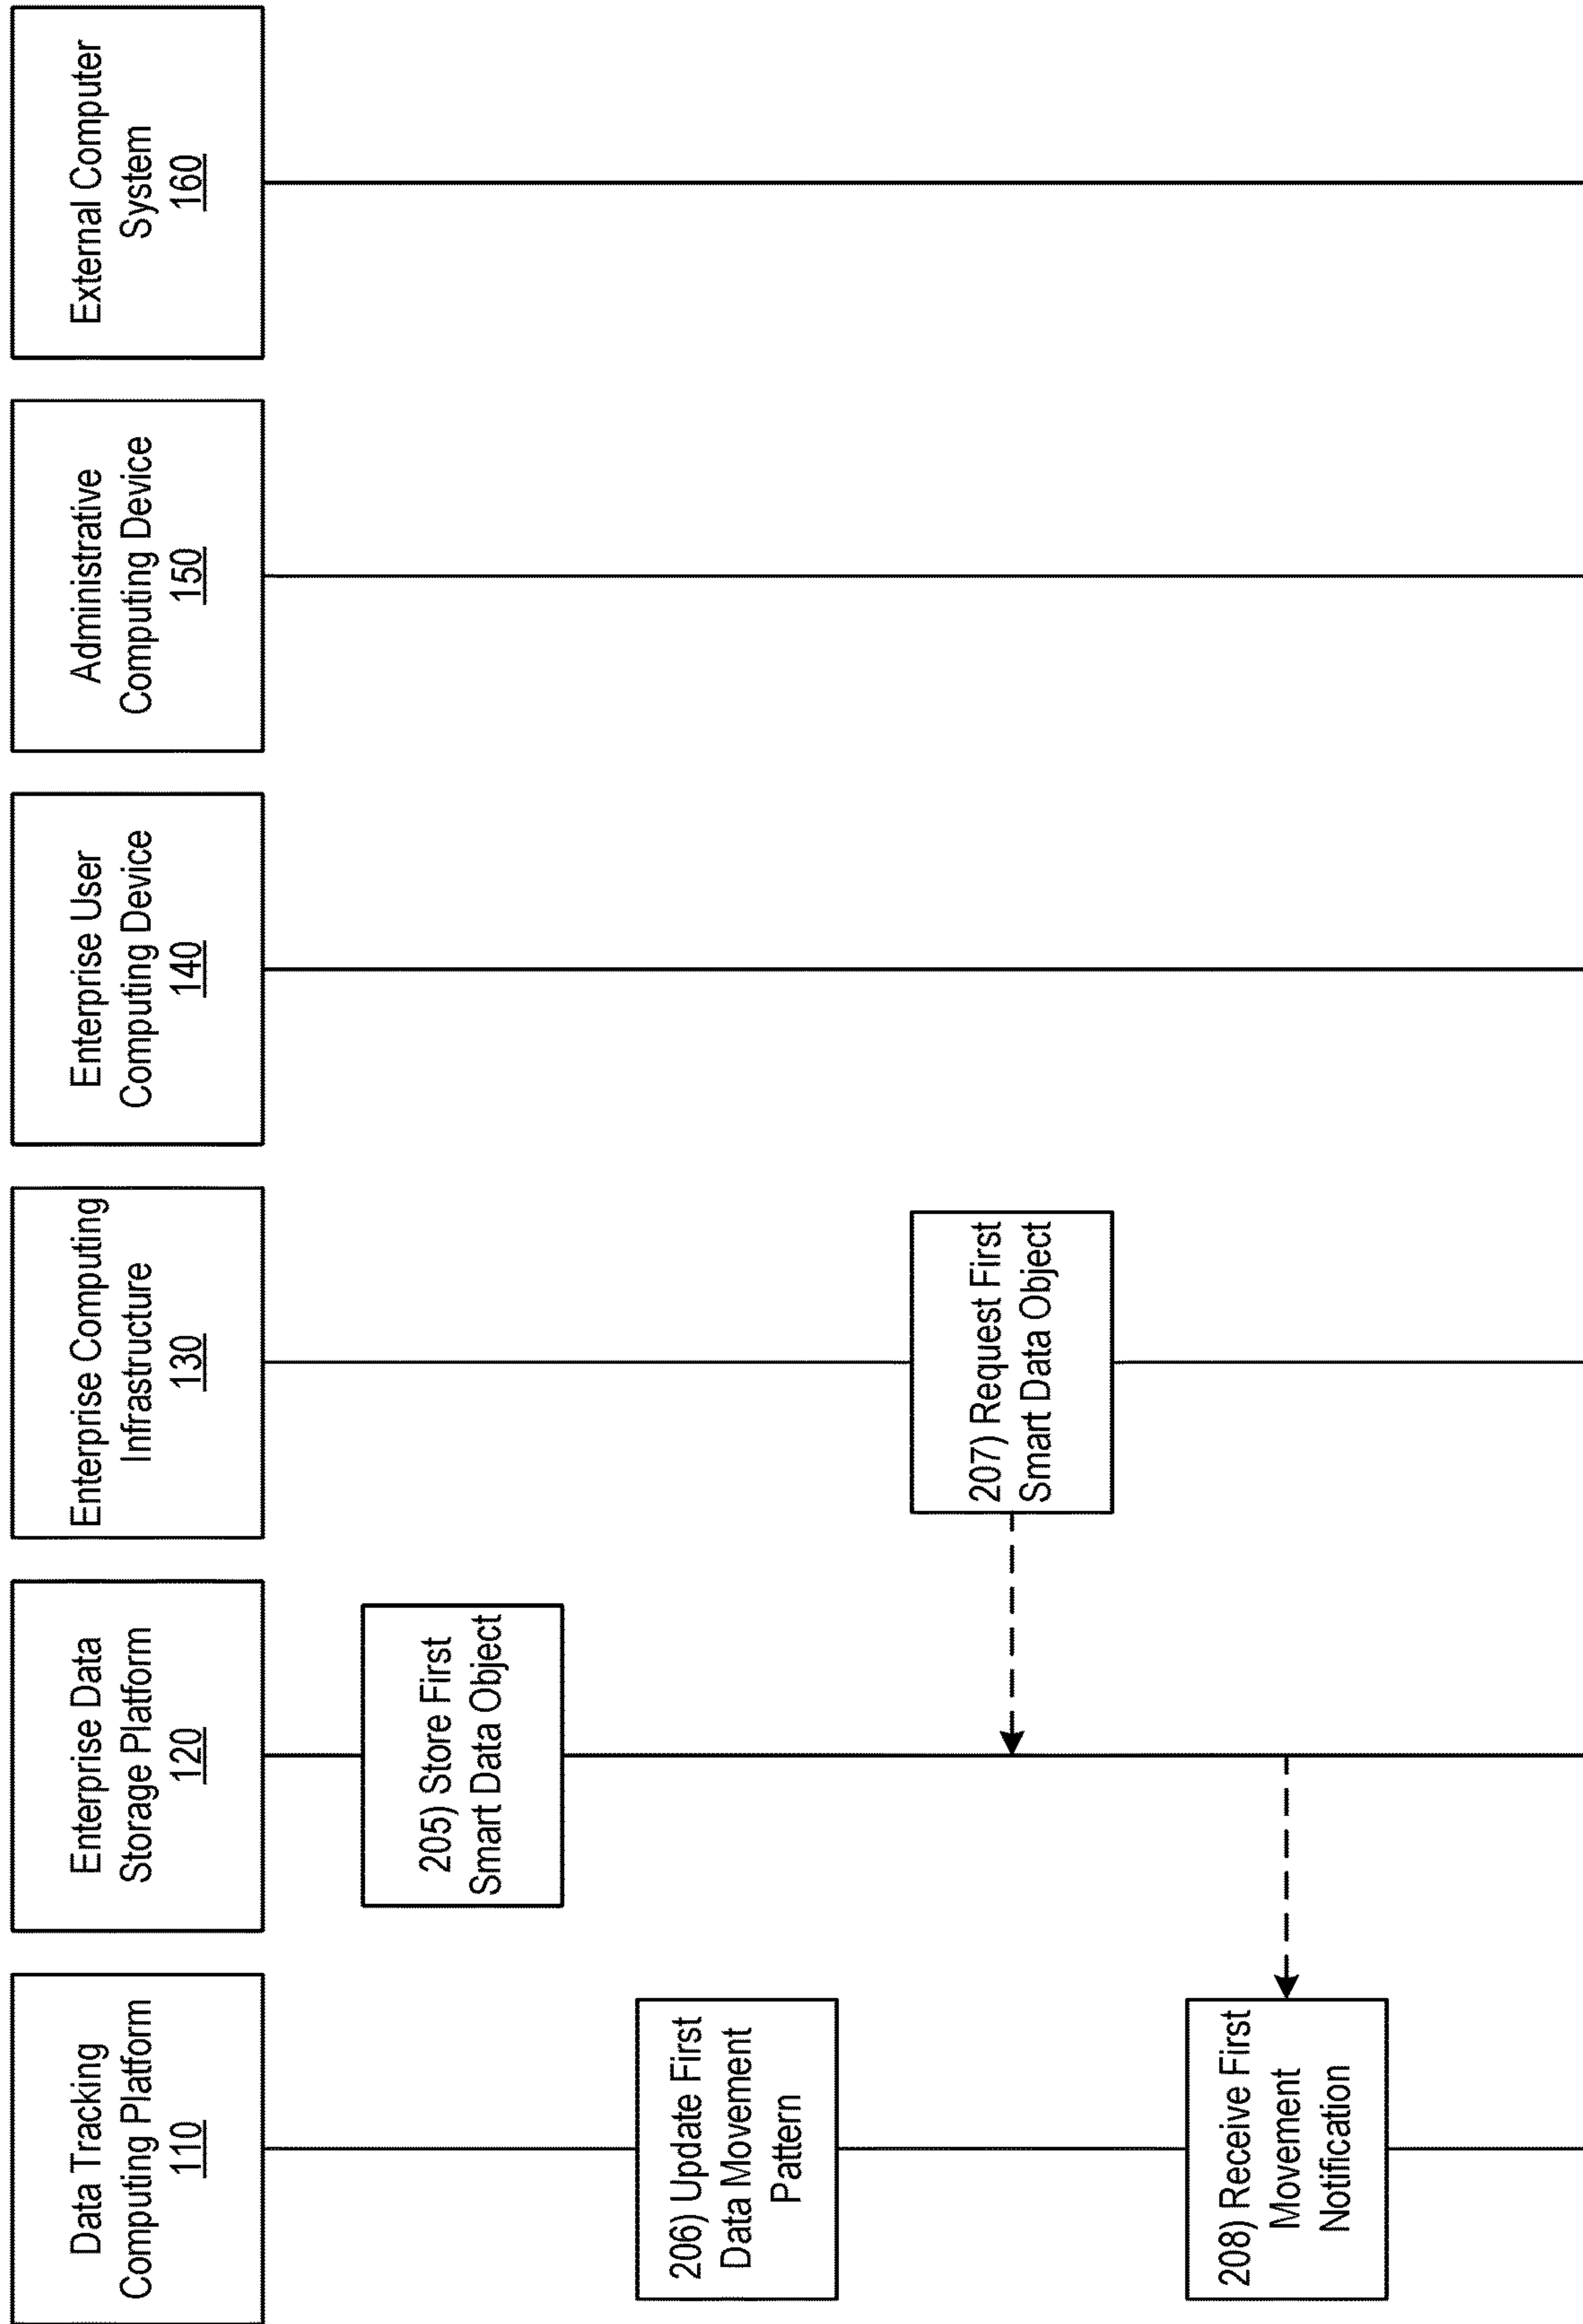 Data Tracking
Computing Platform
110
Enterprise Data
Storage Platform
120
Enterprise Computing
Infrastructure
130
Enterprise User
Computing Device
140
Administrative
Computing Device
150
External Computer
System
160
205) Store First
Smart Data Object
206) Update First
Data Movement
Pattern
207) Request First
Smart Data Object
208) Receive First
Movement
Notification